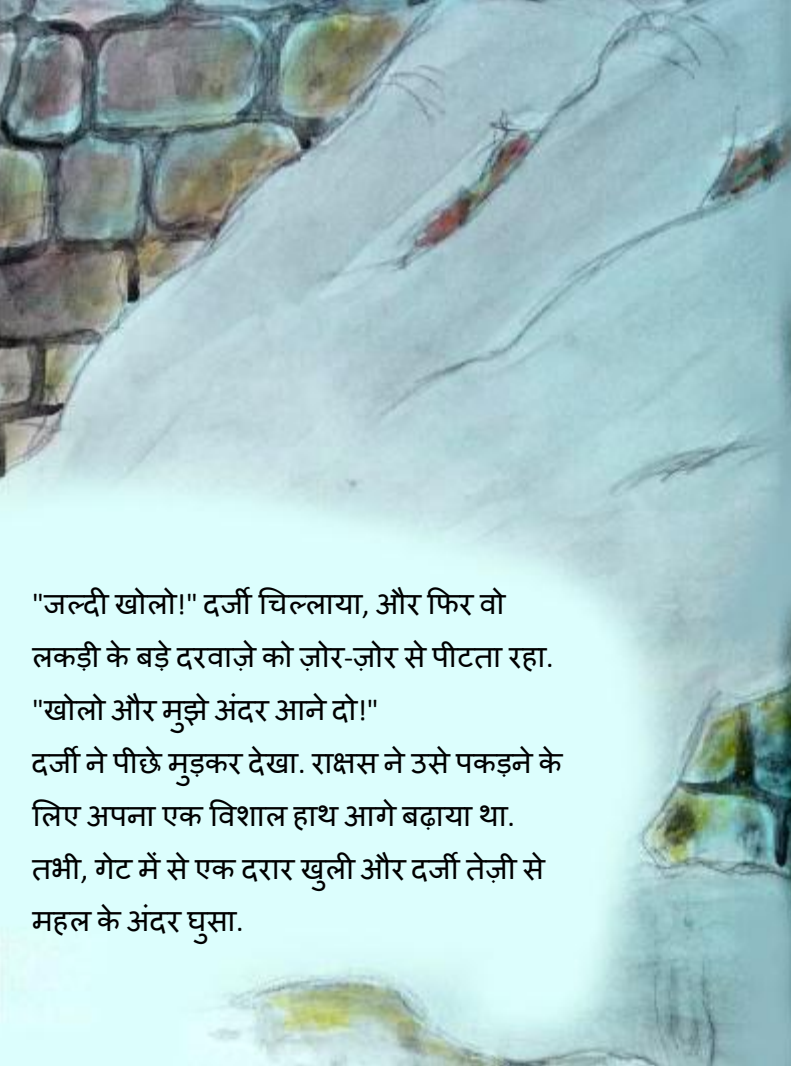 "जल्दी खोलो!" दर्जी चिल्लाया, और फिर वो
लकड़ी के बड़े दरवाज़े को ज़ोर-ज़ोर से पीटता रहा.
"खोलो और मुझे अंदर आने दो!"
दर्जी ने पीछे मुड़कर देखा. राक्षस ने उसे पकड़ने के
लिए अपना एक विशाल हाथ आगे बढ़ाया था.
तभी, गेट में से एक दरार खुली और दर्जी तेज़ी से
महल के अंदर घुसा.